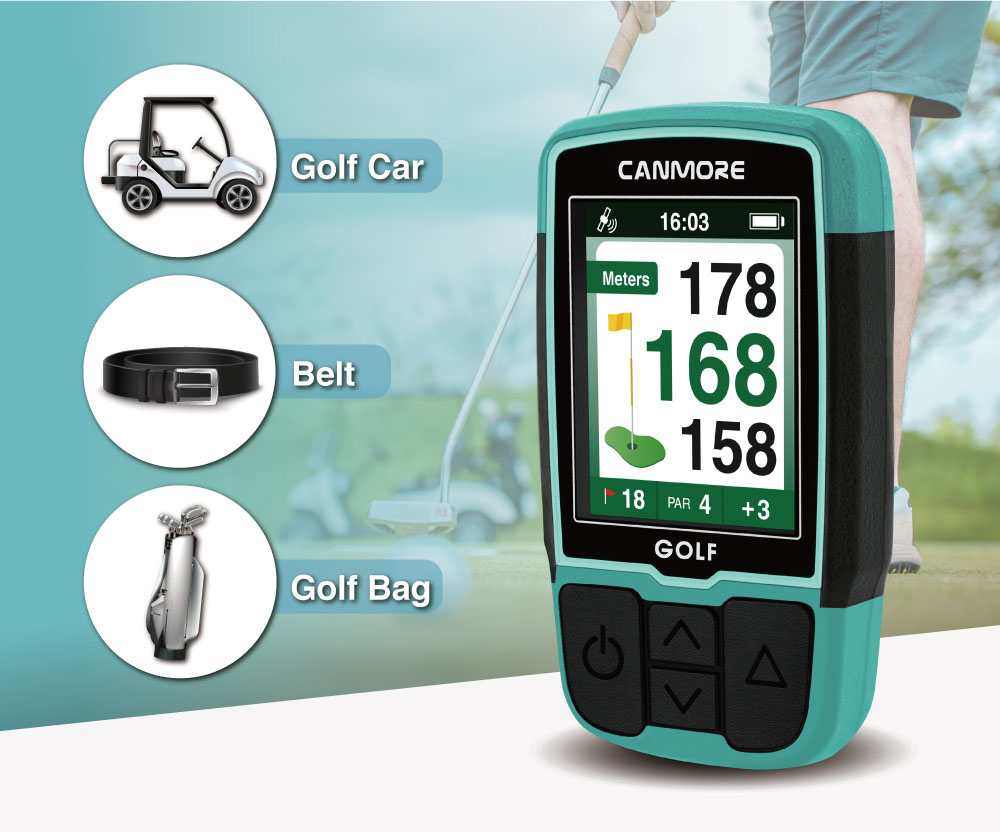 Golf Car
Belt
Golf Bag
CANMORE
16:03
Meters
178
168
158
18 PAR 4 +3
GOLF